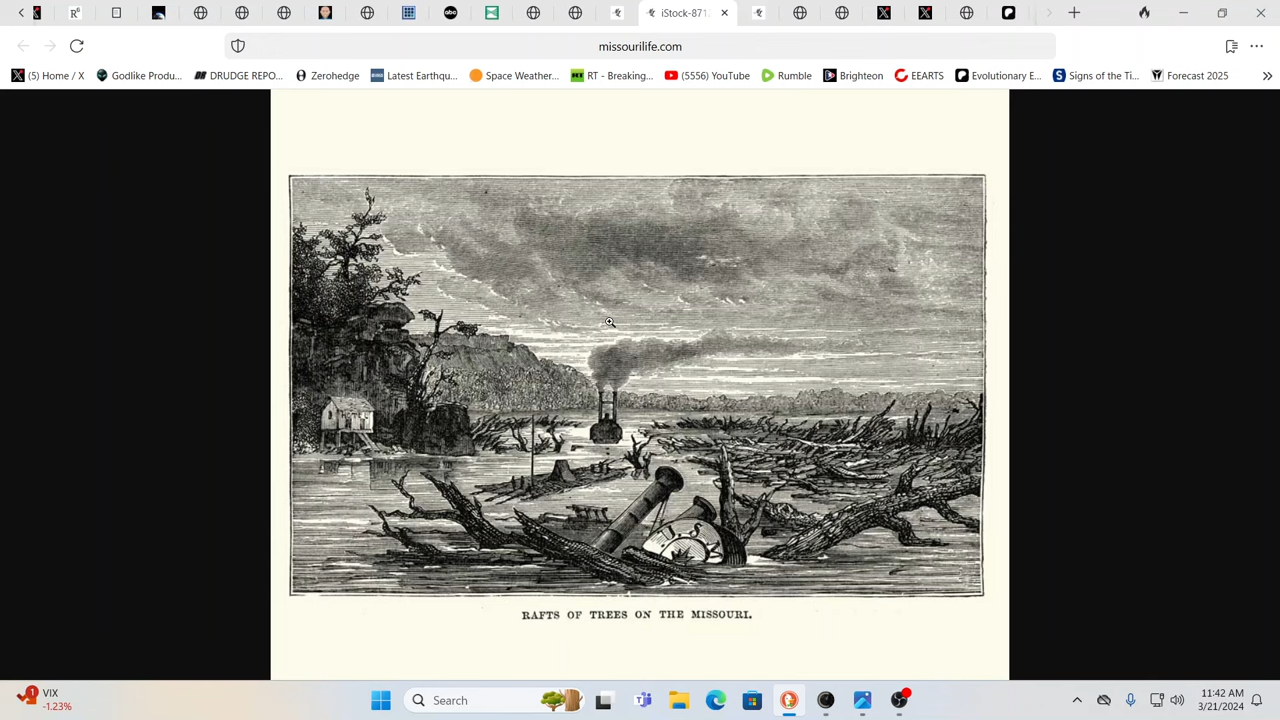 iStock-871
missourilife.com
(5) Home / X
Godlike Produ...
DRUDGE REPO...
Zerohedge
Latest Earthqu...
Space Weather...
RT - Breaking...
(5556) YouTube
Rumble
Brighteon
EEARTS
Evolutionary E...
Signs of the Ti...
Forecast 2025
RAFTS OF TREES ON THE MISSOURI.
1
VIX
-1.23%
Search
11:42 AM
3/21/2024